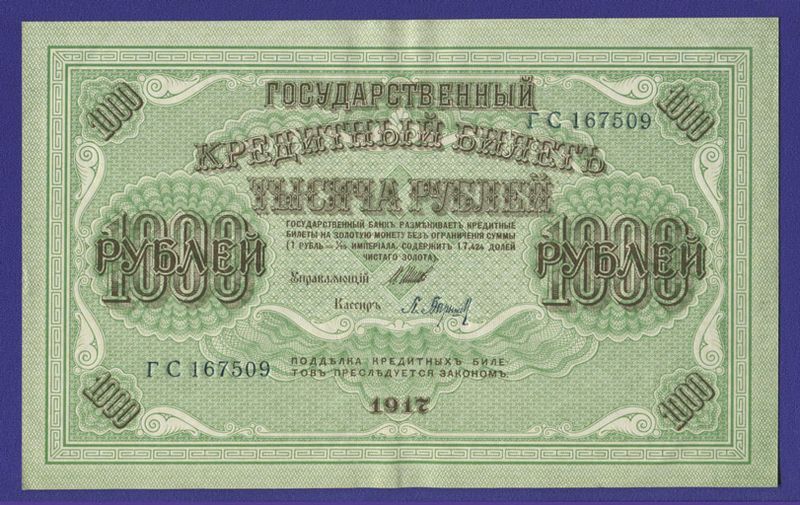 1000
ГОСУДАРСТВЕННЫЙ
1000
ГС 167509
КРЕДИТНЫЙ БИЛЕТЪ
ТЫСЯЧА РУБЛЕЙ
1000
РУБЛЕЙ
ГОСУДАРСТВЕННЫЙ БАНКЪ РАЗМѢНИВАЕТЪ КРЕДИТНЫЕ
БИЛЕТЫ НА ЗОЛОТУЮ МОНЕТУ БЕЗЪ ОГРАНИЧЕНІЯ СУММЫ
(1 РУБЛЬ = 1/15 ИМПЕРІАЛА, СОДЕРЖИТЪ 17,424 ДОЛЕЙ
ЧИСТАГО ЗОЛОТА)
1000
РУБЛЕЙ
Управляющій
Кассиръ
ГС 167509
ПОДДѢЛКА КРЕДИТНЫХЪ БИЛЕ-
ТОВЪ ПРЕСЛѢДУЕТСЯ ЗАКОНОМЪ.
1000
1917
1000